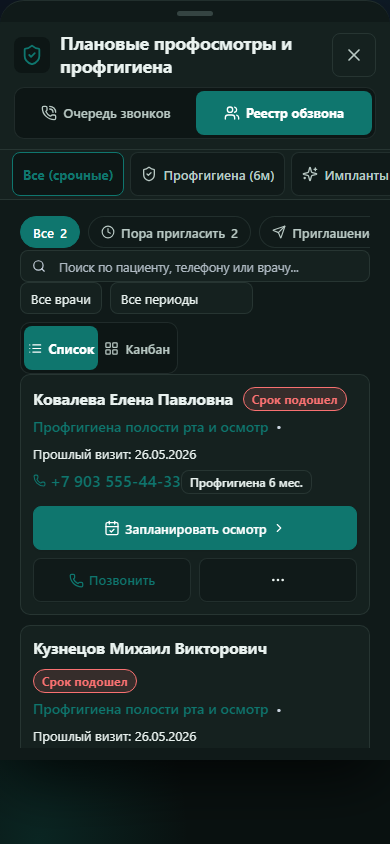 Плановые профосмотры и
профгигиена
Очередь звонков
Реестр обзвона
Все (срочные)
Профгигиена (6м)
Импланты
Все 2
Пора пригласить 2
Приглашени
Поиск по пациенту, телефону или врачу...
Все врачи
Все периоды
Список
Канбан
Ковалева Елена Павловна
Срок подошел
Профгигиена полости рта и осмотр •
Прошлый визит: 26.05.2026
+7 903 555-44-33
Профгигиена 6 мес.
Запланировать осмотр
Позвонить
...
Кузнецов Михаил Викторович
Срок подошел
Профгигиена полости рта и осмотр •
Прошлый визит: 26.05.2026